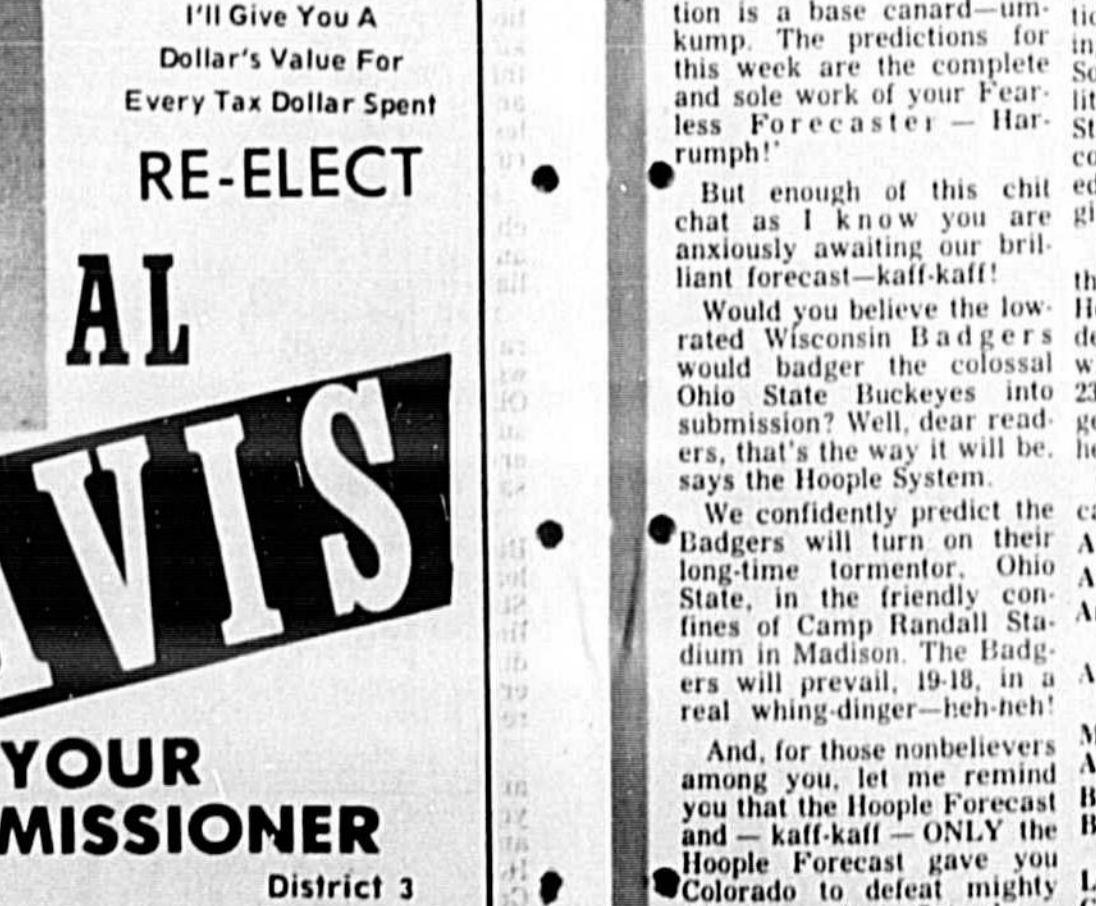 I'll Give You A
Dollar's Value For
Every Tax Dollar Spent
RE-ELECT
AL
VIS
YOUR
MISSIONER
District 3
tion is a base canard—um-
kump. The predictions for
this week are the complete
and sole work of your Fear-
less Forecaster — Har-
rumph!'
But enough of this chit
chat as I know you are
anxiously awaiting our bril-
liant forecast—kaff-kaff!
Would you believe the low-
rated Wisconsin Badgers
would badger the colossal
Ohio State Buckeyes into
submission? Well, dear read-
ers, that's the way it will be,
says the Hoople System.
We confidently predict the
Badgers will turn on their
long-time tormentor, Ohio
State, in the friendly con-
fines of Camp Randall Sta-
dium in Madison. The Badg-
ers will prevail, 19-18, in a
real whing-dinger—heh-heh!
And, for those nonbelievers
among you, let me remind
you that the Hoople Forecast
and — kaff-kaff — ONLY the
Hoople Forecast gave you
Colorado to defeat mighty